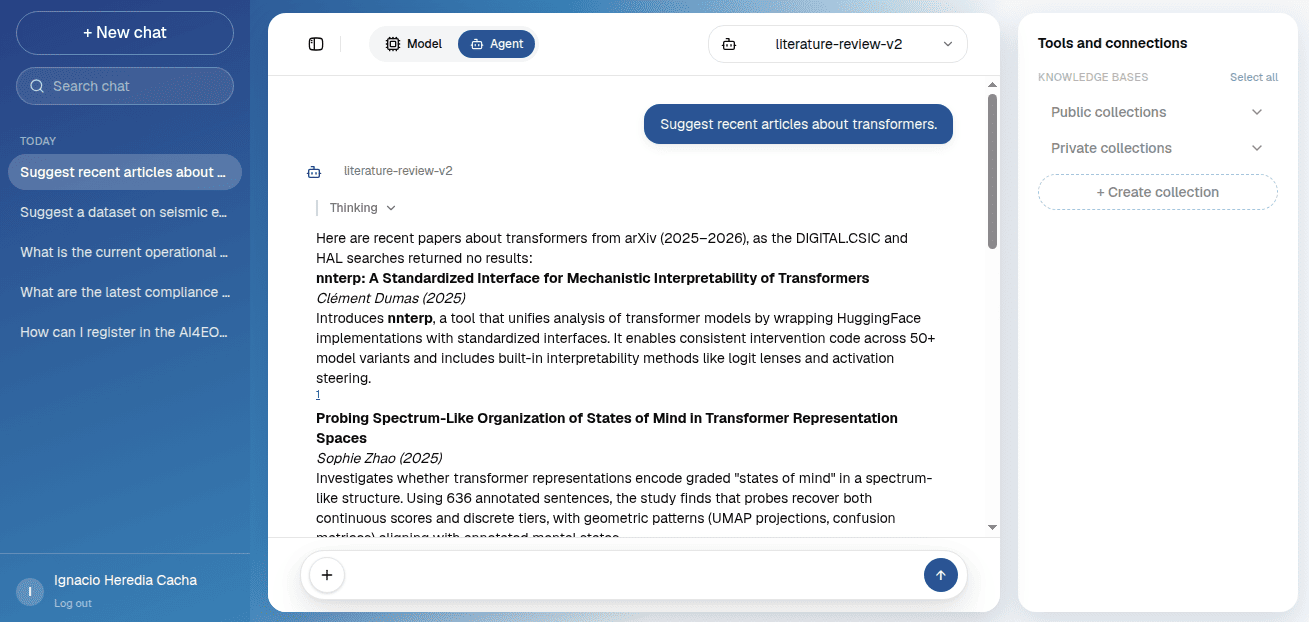 + New chat
Search chat
TODAY
Suggest recent articles about ...
Suggest a dataset on seismic e...
What is the current operational ...
What are the latest compliance ...
How can I register in the AI4EO...
I
Ignacio Heredia Cacha
Log out
Model
Agent
literature-review-v2
Suggest recent articles about transformers.
literature-review-v2
Thinking
Here are recent papers about transformers from arXiv (2025–2026), as the DIGITAL.CSIC and
HAL searches returned no results:
nnterp: A Standardized Interface for Mechanistic Interpretability of Transformers
Clément Dumas (2025)
Introduces nnterp, a tool that unifies analysis of transformer models by wrapping HuggingFace
implementations with standardized interfaces. It enables consistent intervention code across 50+
model variants and includes built-in interpretability methods like logit lenses and activation
steering.
1
Probing Spectrum-Like Organization of States of Mind in Transformer Representation
Spaces
Sophie Zhao (2025)
Investigates whether transformer representations encode graded "states of mind" in a spectrum-
like structure. Using 636 annotated sentences, the study finds that probes recover both
continuous scores and discrete tiers, with geometric patterns (UMAP projections, confusion
matrices) aligning with annotated mental states.
Tools and connections
KNOWLEDGE BASES
Select all
Public collections
Private collections
+ Create collection